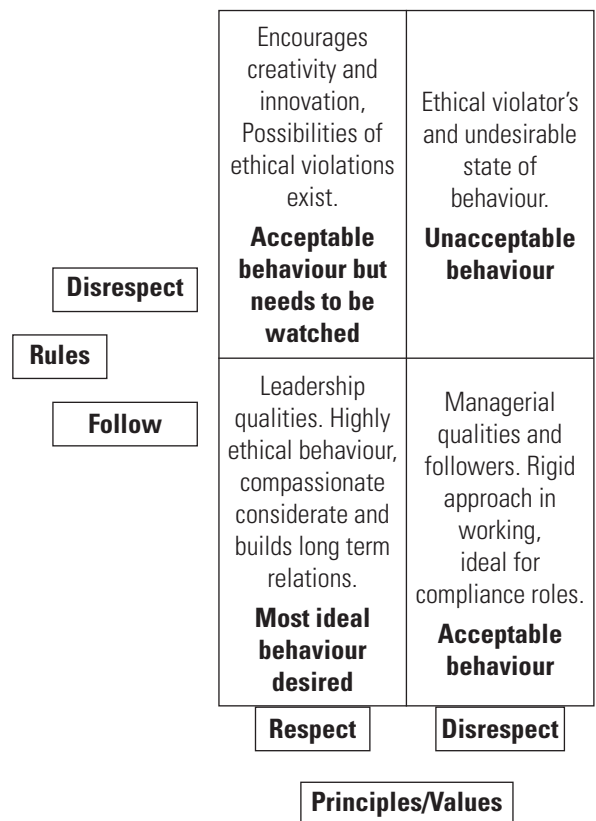 Encourages
creativity and
innovation,
Possibilities of
ethical violations
exist.
Acceptable
behaviour but
needs to be
watched
Ethical violator's
and undesirable
state of
behaviour.
Unacceptable
behaviour
Disrespect
Rules
Follow
Leadership
qualities. Highly
ethical behaviour,
compassionate
considerate and
builds long term
relations.
Most ideal
behaviour
desired
Managerial
qualities and
followers. Rigid
approach in
working,
ideal for
compliance roles.
Acceptable
behaviour
Respect
Disrespect
Principles/Values